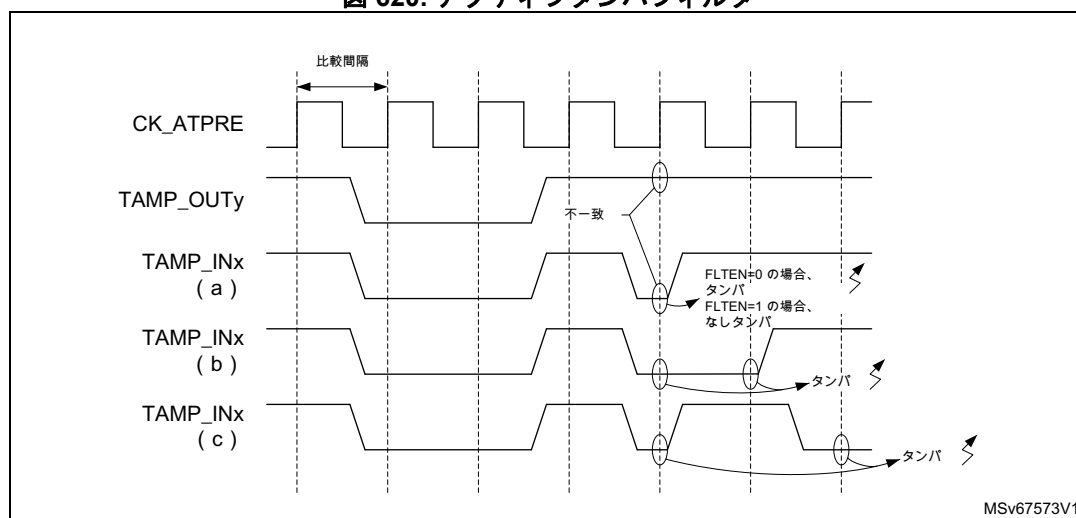 比較間隔
CK_ATPRE
TAMP_OUTy
不一致
TAMP_INx
( a )
FLTEN=0 の場合、
タンパ
FLTEN=1 の場合、
なしタンパ
TAMP_INx
( b )
タンパ
TAMP_INx
( c )
タンパ
MSv67573V1